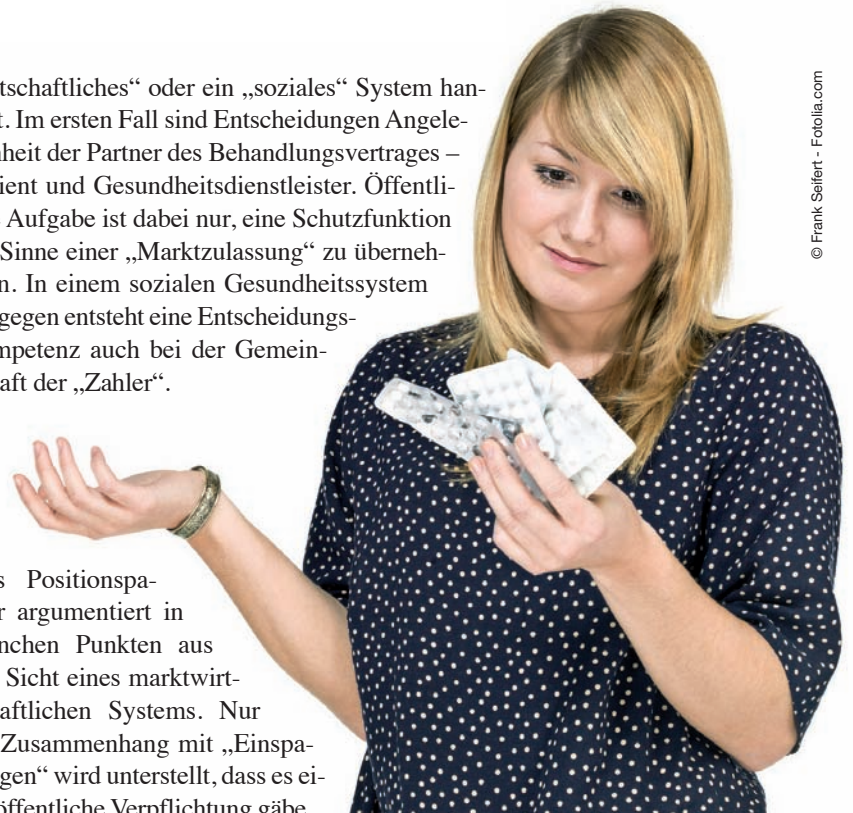 tschaftliches“ oder ein „soziales“ System han-
t. Im ersten Fall sind Entscheidungen Angele-
nheit der Partner des Behandlungsvertrages –
ient und Gesundheitsdienstleister. Öffentli-
Aufgabe ist dabei nur, eine Schutzfunktion
Sinne einer „Marktzulassung“ zu überneh-
n. In einem sozialen Gesundheitssystem
gegen entsteht eine Entscheidungs-
mpetenz auch bei der Gemein-
aft der „Zahler“.
s Positionspa-
r argumentiert in
nchen Punkten aus
Sicht eines marktwirt-
aftlichen Systems. Nur
Zusammenhang mit „Einspa-
gen“ wird unterstellt, dass es ei-
öffentliche Verpflichtung gäbe
© Frank Seifert - Fotolia.com